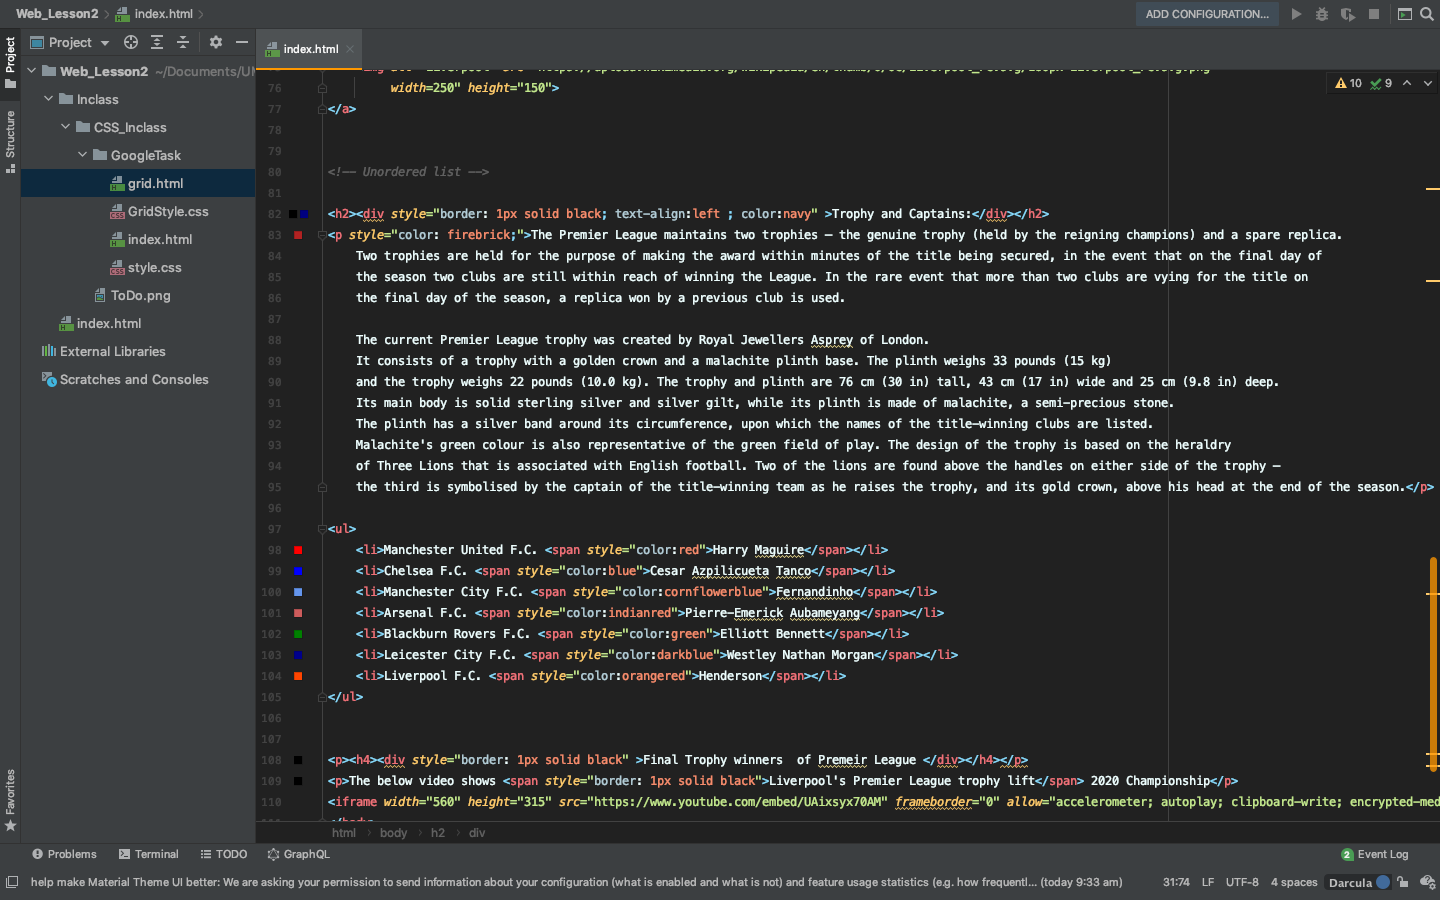 Web_Lesson2 index.html ADD CONFIGURATION...
Project index.html
Project
Structure
Favorites
Web_Lesson2 ~/Documents/UI
Inclass
CSS_Inclass
GoogleTask
grid.html
GridStyle.css
index.html
style.css
ToDo.png
index.html
External Libraries
Scratches and Consoles
10 9
76 width=250" height="150">
77 </a>
78
79
80 <!-- Unordered list -->
81
82 <h2><div style="border: 1px solid black; text-align:left ; color:navy" >Trophy and Captains:</div></h2>
83 <p style="color: firebrick;">The Premier League maintains two trophies – the genuine trophy (held by the reigning champions) and a spare replica.
84 Two trophies are held for the purpose of making the award within minutes of the title being secured, in the event that on the final day of
85 the season two clubs are still within reach of winning the League. In the rare event that more than two clubs are vying for the title on
86 the final day of the season, a replica won by a previous club is used.
87
88 The current Premier League trophy was created by Royal Jewellers Asprey of London.
89 It consists of a trophy with a golden crown and a malachite plinth base. The plinth weighs 33 pounds (15 kg)
90 and the trophy weighs 22 pounds (10.0 kg). The trophy and plinth are 76 cm (30 in) tall, 43 cm (17 in) wide and 25 cm (9.8 in) deep.
91 Its main body is solid sterling silver and silver gilt, while its plinth is made of malachite, a semi-precious stone.
92 The plinth has a silver band around its circumference, upon which the names of the title-winning clubs are listed.
93 Malachite's green colour is also representative of the green field of play. The design of the trophy is based on the heraldry
94 of Three Lions that is associated with English football. Two of the lions are found above the handles on either side of the trophy –
95 the third is symbolised by the captain of the title-winning team as he raises the trophy, and its gold crown, above his head at the end of the season.</p>
96
97 <ul>
98 <li>Manchester United F.C. <span style="color:red">Harry Maguire</span></li>
99 <li>Chelsea F.C. <span style="color:blue">Cesar Azpilicueta Tanco</span></li>
100 <li>Manchester City F.C. <span style="color:cornflowerblue">Fernandinho</span></li>
101 <li>Arsenal F.C. <span style="color:indianred">Pierre-Emerick Aubameyang</span></li>
102 <li>Blackburn Rovers F.C. <span style="color:green">Elliott Bennett</span></li>
103 <li>Leicester City F.C. <span style="color:darkblue">Westley Nathan Morgan</span></li>
104 <li>Liverpool F.C. <span style="color:orangered">Henderson</span></li>
105 </ul>
106
107
108 <p><h4><div style="border: 1px solid black" >Final Trophy winners  of Premeir League </div></h4></p>
109 <p>The below video shows <span style="border: 1px solid black">Liverpool's Premier League trophy lift</span> 2020 Championship</p>
110 <iframe width="560" height="315" src="https://www.youtube.com/embed/UAixsyx70AM" frameborder="0" allow="accelerometer; autoplay; clipboard-write; encrypted-med
html body h2 div
Problems Terminal TODO GraphQL 2 Event Log
help make Material Theme UI better: We are asking your permission to send information about your configuration (what is enabled and what is not) and feature usage statistics (e.g. how frequentl... (today 9:33 am) 31:74 LF UTF-8 4 spaces Darcula